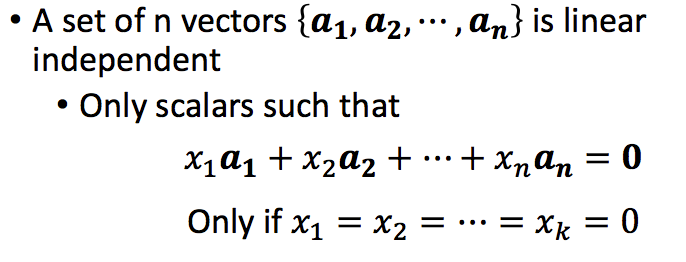 • A set of n vectors {a₁, a₂, ⋯, aₙ} is linear
independent
• Only scalars such that
x₁a₁ + x₂a₂ + ⋯ + xₙaₙ = 0
Only if x₁ = x₂ = ⋯ = xₖ = 0